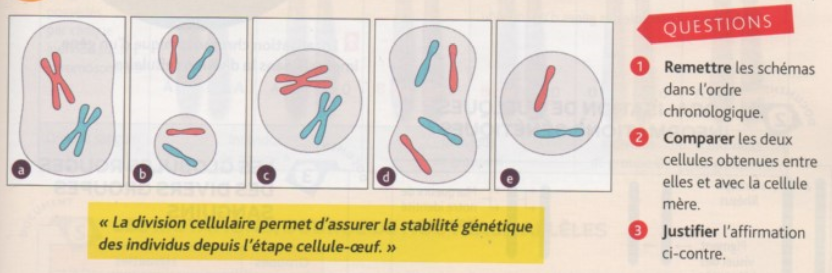 a
b
c
d
e
« La division cellulaire permet d'assurer la stabilité génétique
des individus depuis l'étape cellule-œuf. »
QUESTIONS
1 Remettre les schémas
dans l'ordre
chronologique.
2 Comparer les deux
cellules obtenues entre
elles et avec la cellule
mère.
3 Justifier l'affirmation
ci-contre.